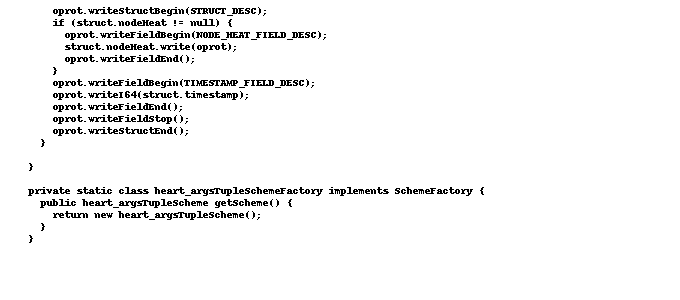 oprot.writeStructBegin(STRUCT_DESC);
if (struct.nodeHeat != null) {
oprot.writeFieldBegin(NODE_HEAT_FIELD_DESC);
struct.nodeHeat.write(oprot);
oprot.writeFieldEnd();
}
oprot.writeFieldBegin(TIMESTAMP_FIELD_DESC);
oprot.writeI64(struct.timestamp);
oprot.writeFieldEnd();
oprot.writeFieldStop();
oprot.writeStructEnd();
}
}
private static class heart_argsTupleSchemeFactory implements SchemeFactory {
public heart_argsTupleScheme getScheme() {
return new heart_argsTupleScheme();
}
}